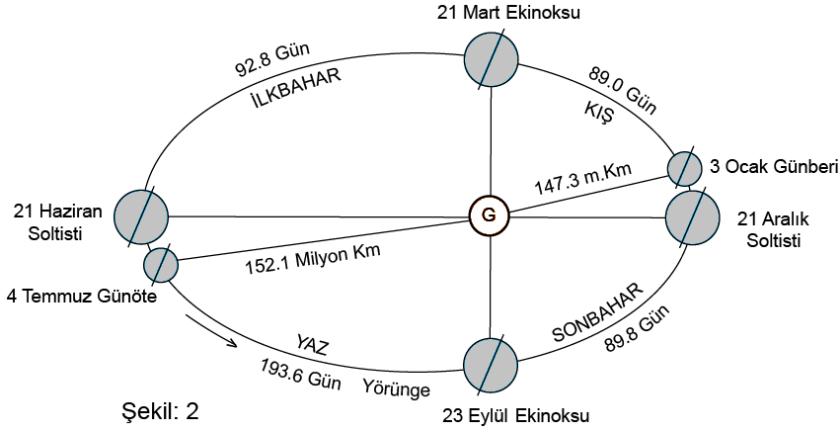 21 Mart Ekinoksu
92.8 Gün
İLKBAHAR
89.0 Gün
KIŞ
3 Ocak Günberi
147.3 m.Km
21 Haziran
Soltisti
G
21 Aralık
Soltisti
152.1 Milyon Km
4 Temmuz Günöte
YAZ
193.6 Gün
Yörünge
SONBAHAR
89.8 Gün
23 Eylül Ekinoksu
Şekil: 2